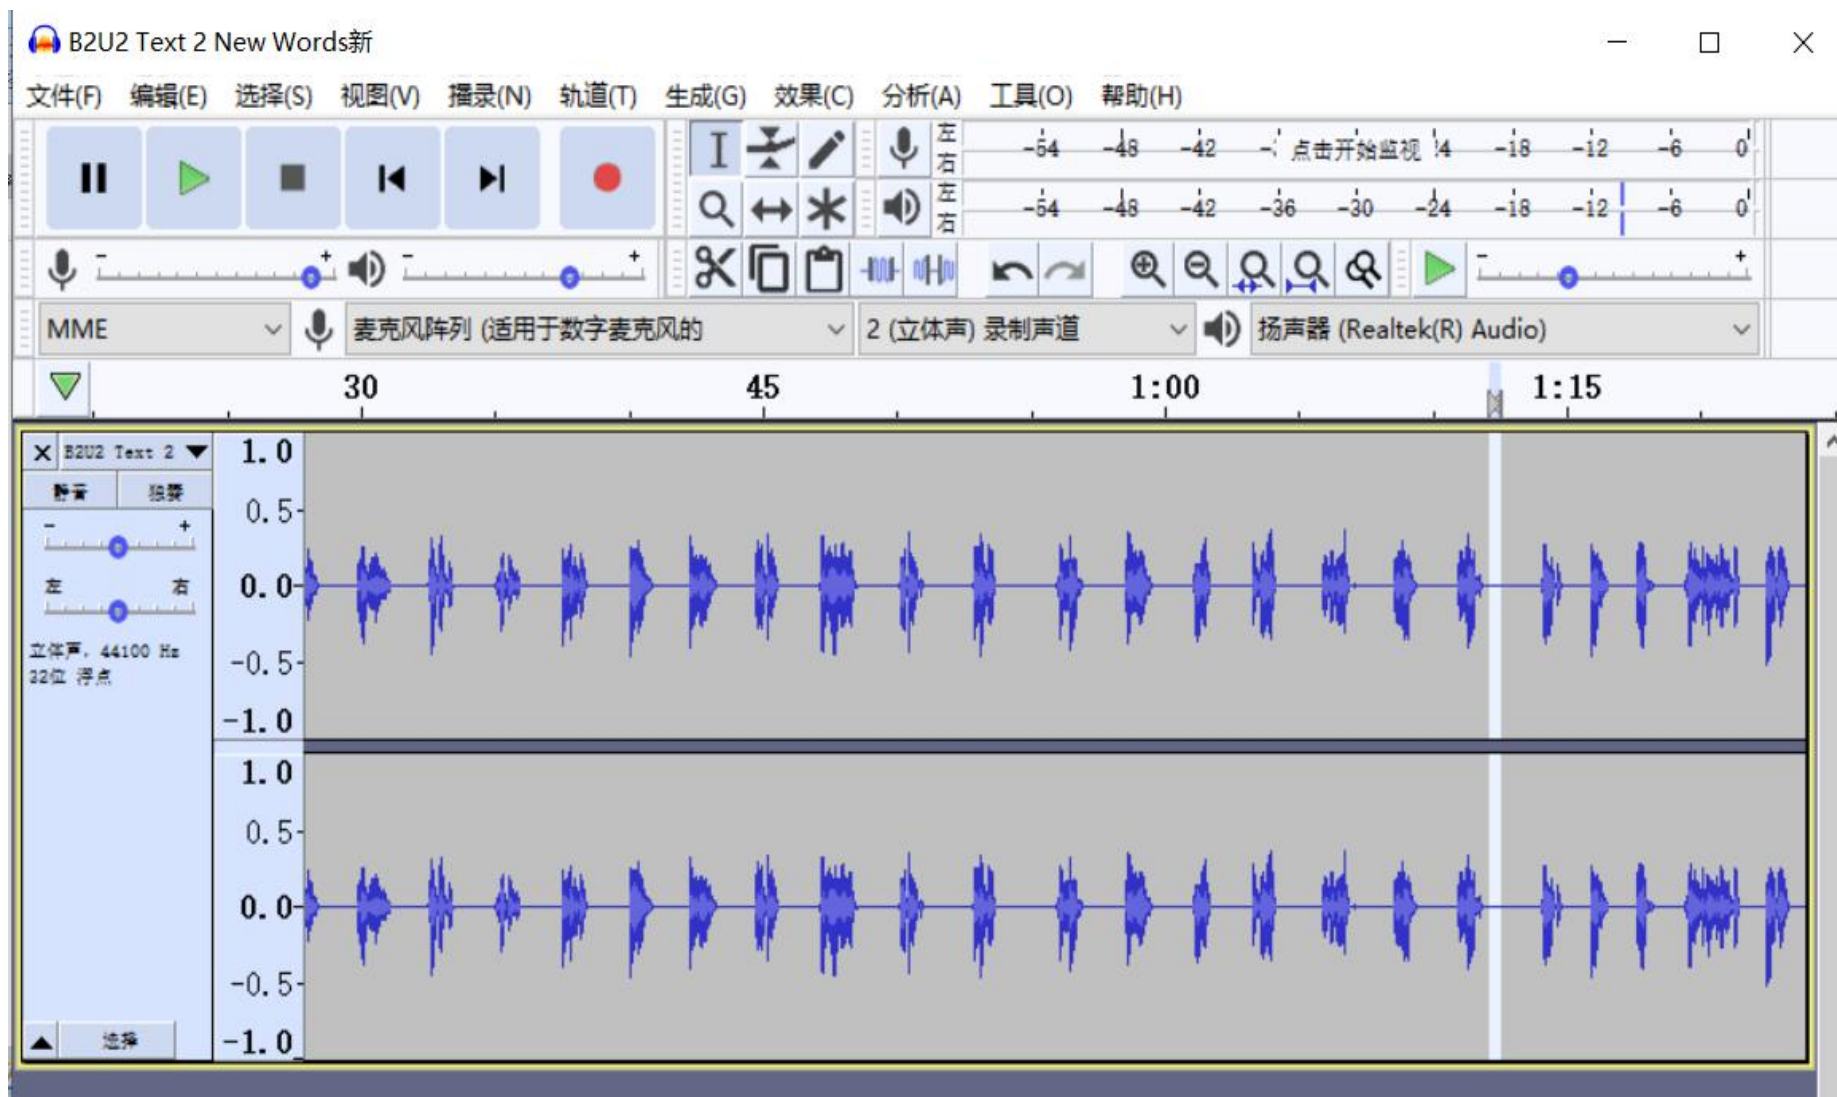 B2U2 Text 2 New Words新
文件(F) 编辑(E) 选择(S) 视图(V) 播录(N) 轨道(T) 生成(G) 效果(C) 分析(A) 工具(O) 帮助(H)
左 -54 -48 -42 点击开始监视 -18 -12 -6 0
右
左 -54 -48 -42 -36 -30 -24 -18 -12 -6 0
右
- + - + - +
MME 麦克风阵列 (适用于数字麦克风的 2 (立体声) 录制声道 扬声器 (Realtek(R) Audio)
30 45 1:00 1:15
B2U2 Text 2
静音 独奏
- +
左 右
立体声, 44100 Hz
32位 浮点
选择
1.0
0.5
0.0
-0.5
-1.0
1.0
0.5
0.0
-0.5
-1.0